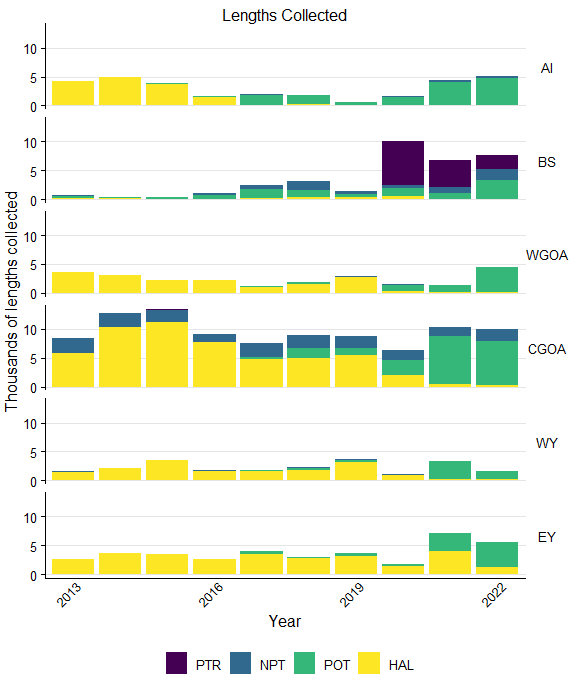 Lengths Collected
Thousands of lengths collected
10
5
0
AI
10
5
0
BS
10
5
0
WGOA
10
5
0
CGOA
10
5
0
WY
10
5
0
EY
2013 2016 2019 2022
Year
PTR NPT POT HAL